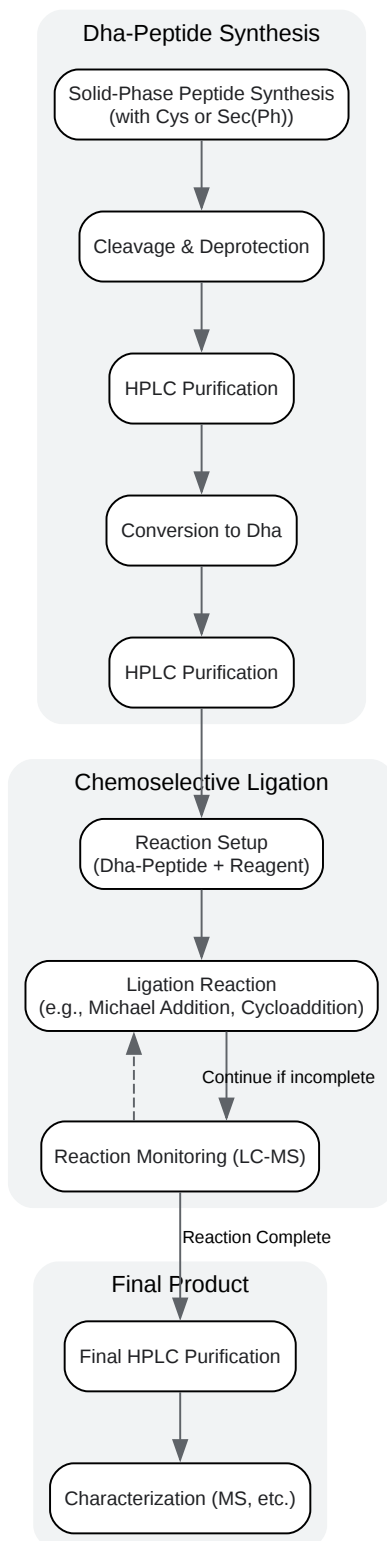 Dha-Peptide Synthesis
Solid-Phase Peptide Synthesis
(with Cys or Sec(Ph))
Cleavage & Deprotection
HPLC Purification
Conversion to Dha
HPLC Purification
Chemoselective Ligation
Reaction Setup
(Dha-Peptide + Reagent)
Ligation Reaction
(e.g., Michael Addition, Cycloaddition)
Continue if incomplete
Reaction Monitoring (LC-MS)
Reaction Complete
Final Product
Final HPLC Purification
Characterization (MS, etc.)